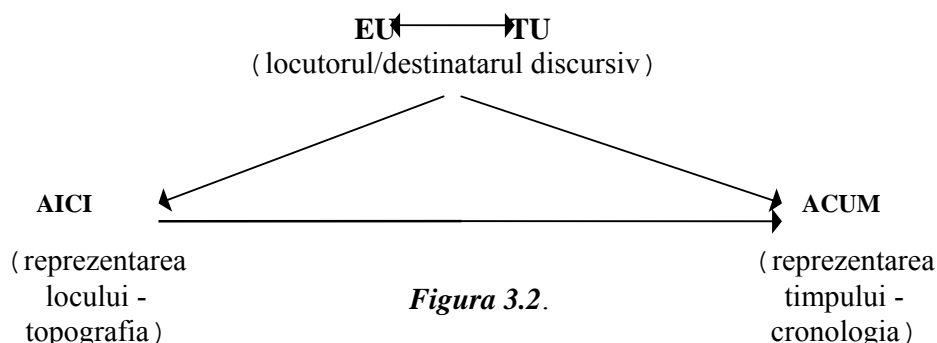 EU TU
(locutorul/destinatarul discursiv)
AICI
ACUM
(reprezentarea
locului -
topografia)
(reprezentarea
timpului -
cronologia)
Figura 3.2.